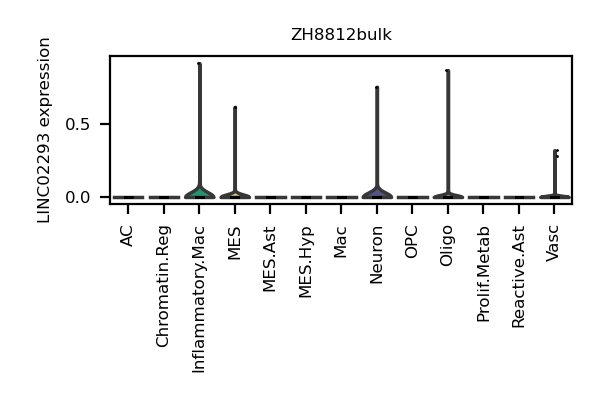 ZH8812bulk
LINC02293 expression
0.5
0.0
AC
Chromatin.Reg
Inflammatory.Mac
MES
MES.Ast
MES.Hyp
Mac
Neuron
OPC
Oligo
Prolif.Metab
Reactive.Ast
Vasc